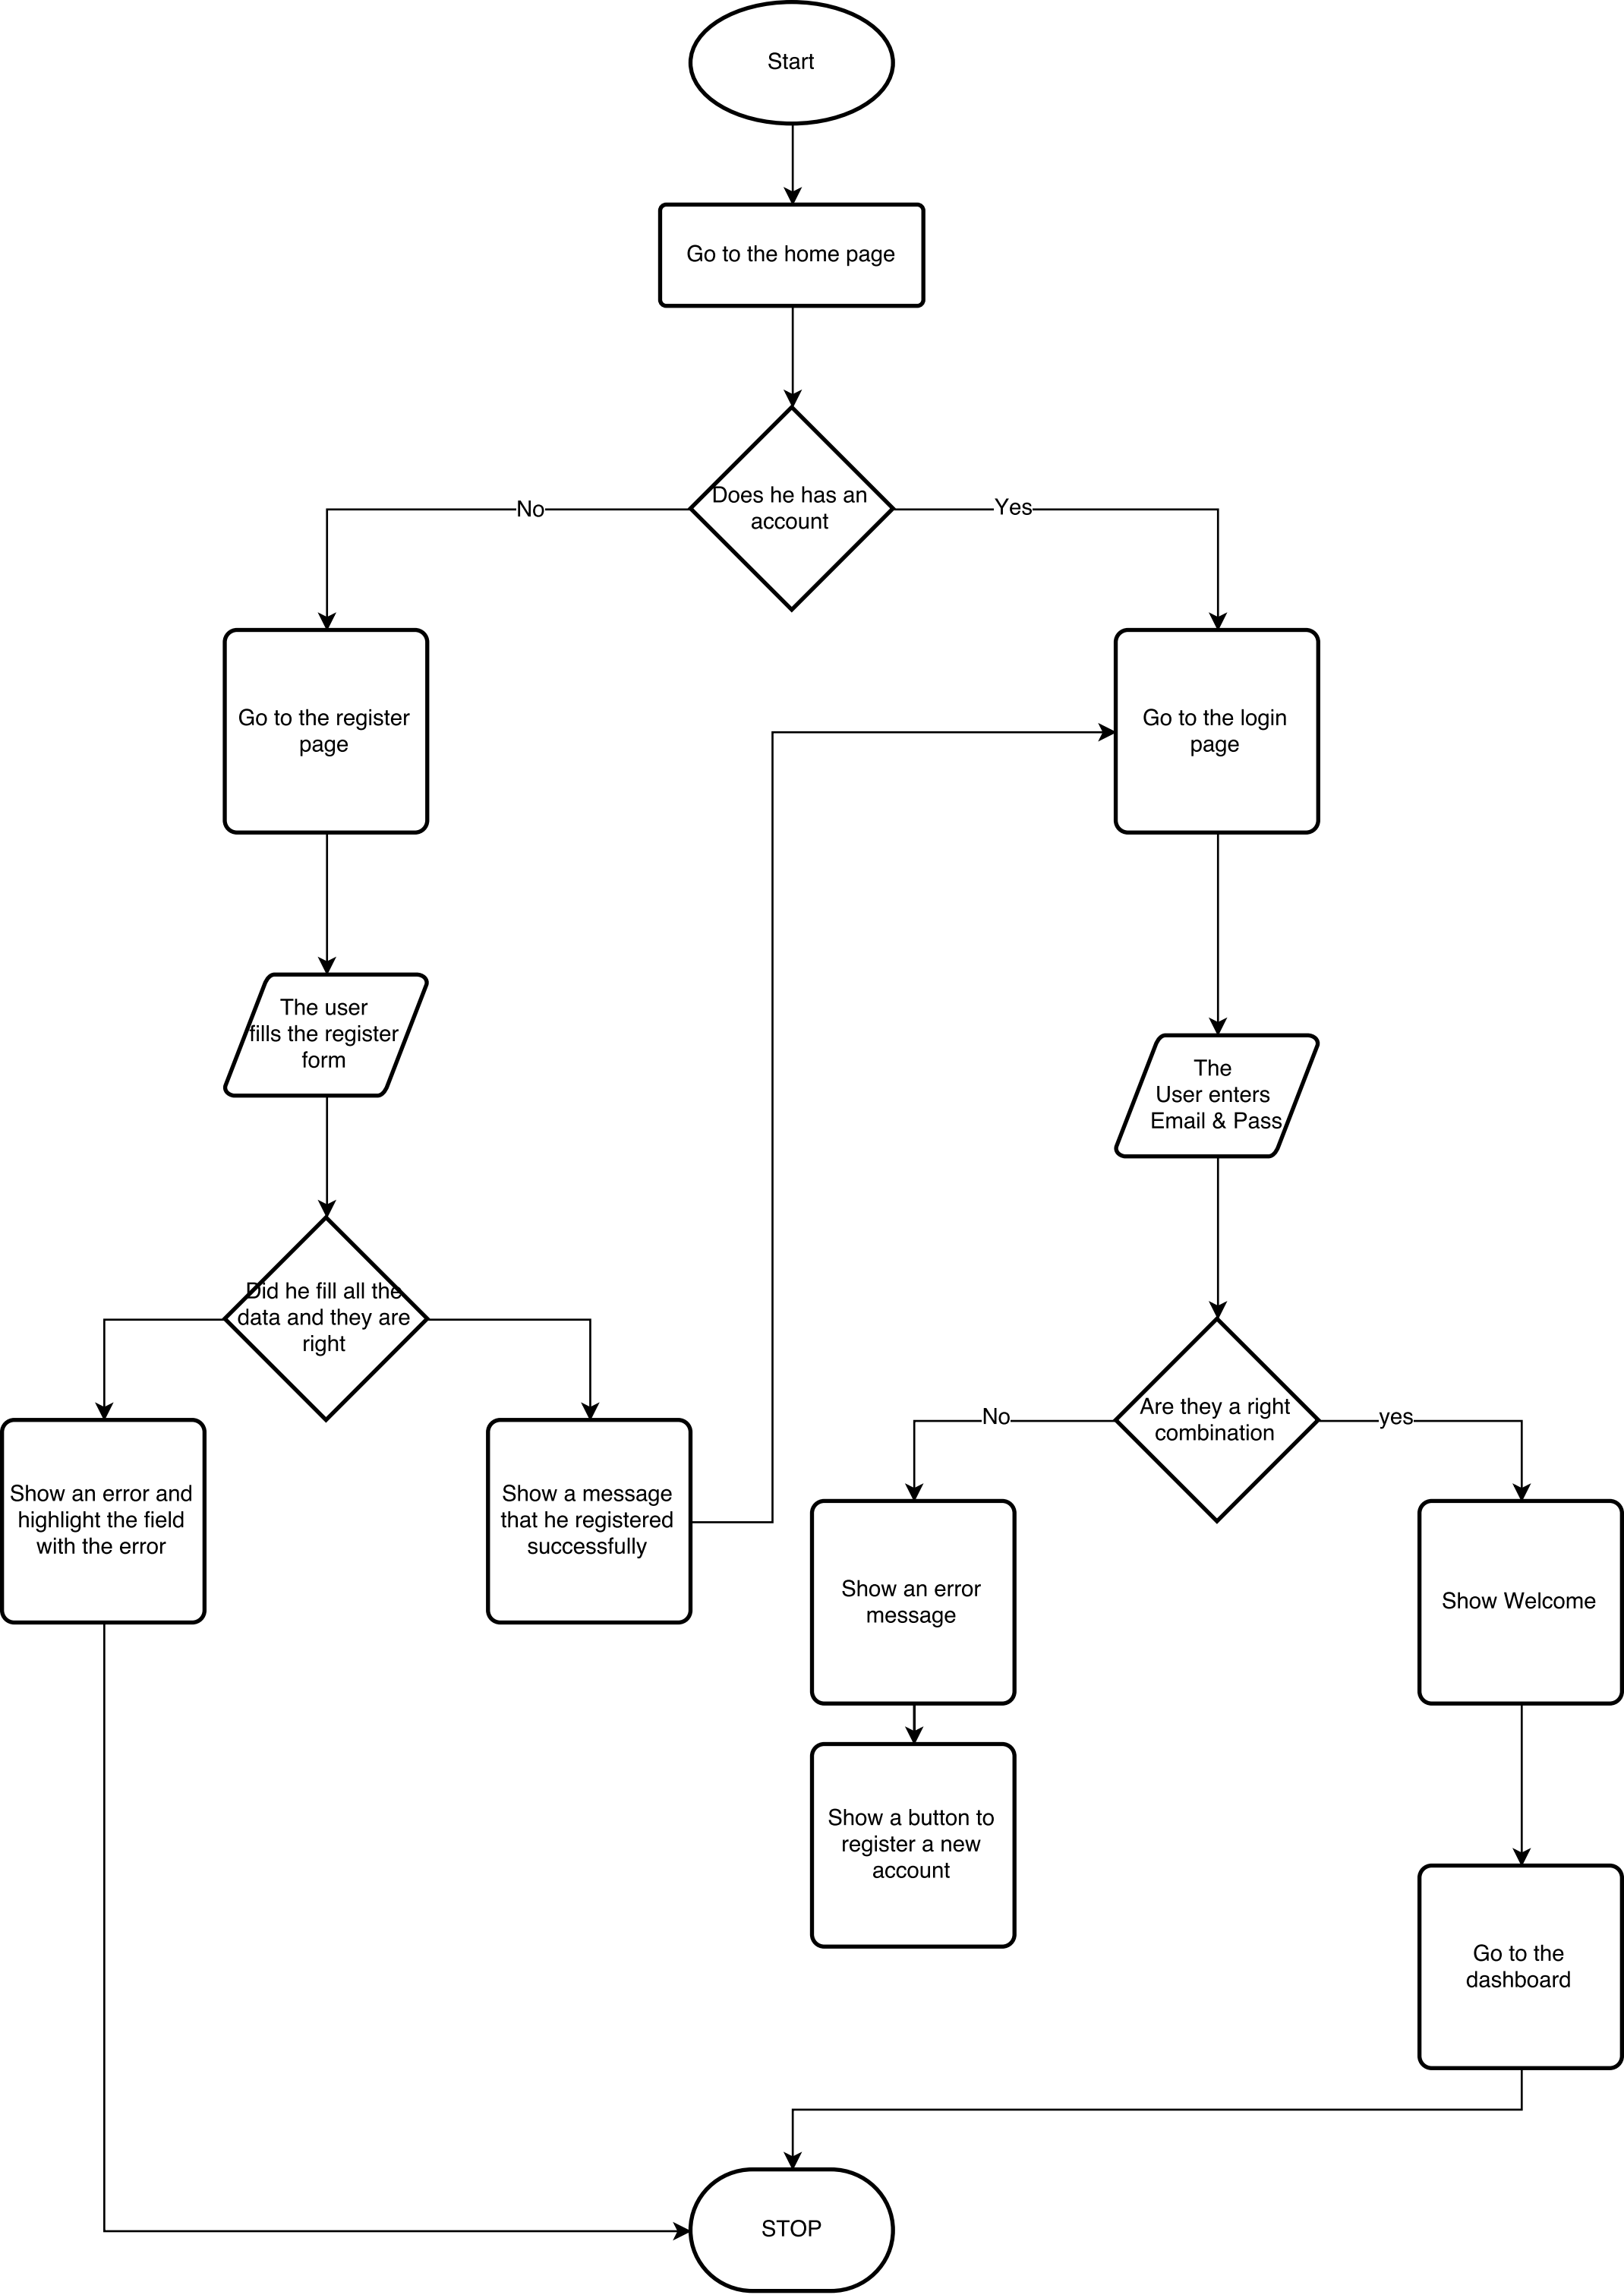 Start
Go to the home page
Does he has an
account
No
Yes
Go to the register
page
Go to the login
page
The user
fills the register
form
The
User enters
Email & Pass
Did he fill all the
data and they are
right
Are they a right
combination
No
yes
Show an error and
highlight the field
with the error
Show a message
that he registered
successfully
Show an error
message
Show Welcome
Show a button to
register a new
account
Go to the
dashboard
STOP